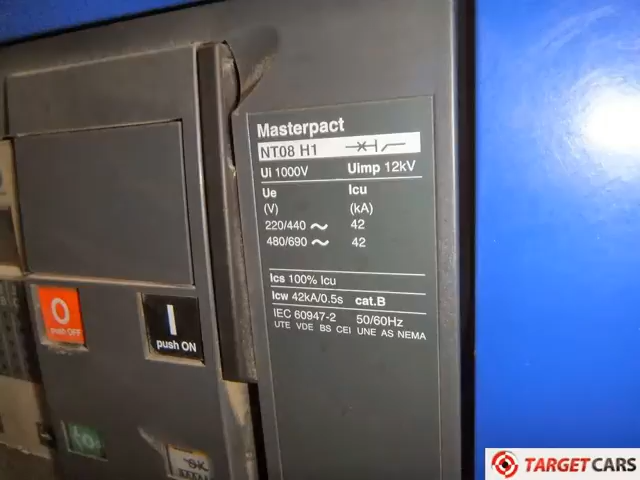 Masterpact
NT08 H1
Ui 1000V Uimp 12kV
Ue Icu
(V) (kA)
220/440 ~ 42
480/690 ~ 42
Ics 100% Icu
Icw 42kA/0.5s cat.B
IEC 60947-2 50/60Hz
UTE VDE BS CEI UNE AS NEMA
O
push OFF
I
push ON
OK
TARGETCARS